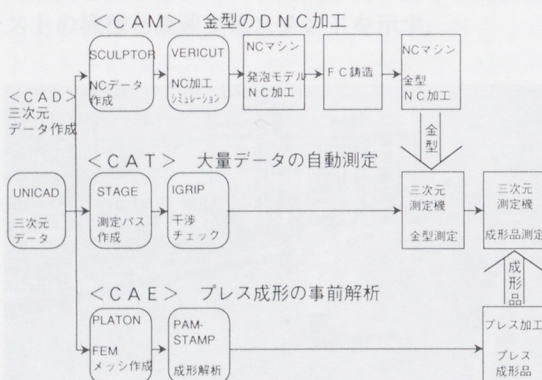 ＜CAM＞ 金型のDNC加工
SCULPTOR
NCデータ
作成
VERICUT
NC加工
シミュレーション
NCマシン
発泡モデル
NC加工
FC鋳造
NCマシン
金型
NC加工
＜CAD＞
三次元
データ作成
金型
＜CAT＞ 大量データの自動測定
UNICAD
三次元
データ
STAGE
測定パス
作成
IGRIP
干渉
チェック
三次元
測定機
金型測定
三次元
測定機
成形品測定
成形品
＜CAE＞ プレス成形の事前解析
PLATON
FEM
メッシ作成
PAM-
STAMP
成形解析
プレス加工
プレス
成形品